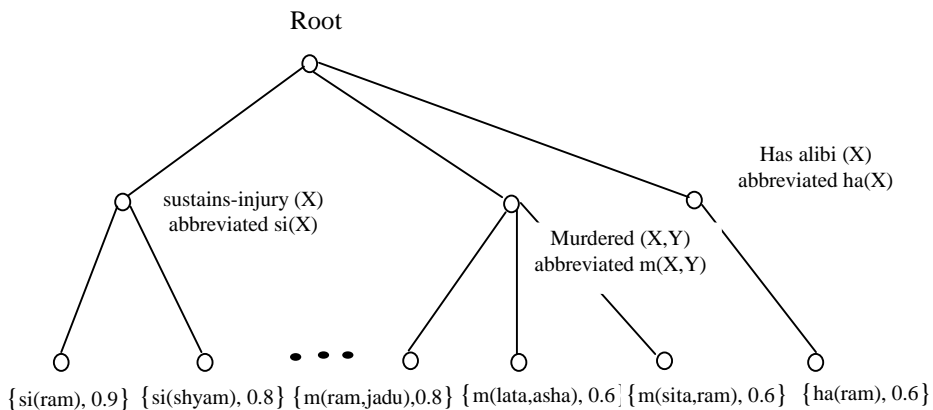 Root
Has alibi (X)
abbreviated ha(X)
sustains-injury (X)
abbreviated si(X)
Murdered (X,Y)
abbreviated m(X,Y)
{si(ram), 0.9} {si(shyam), 0.8} {m(ram,jadu),0.8} {m(lata,asha), 0.6} {m(sita,ram), 0.6} {ha(ram), 0.6}